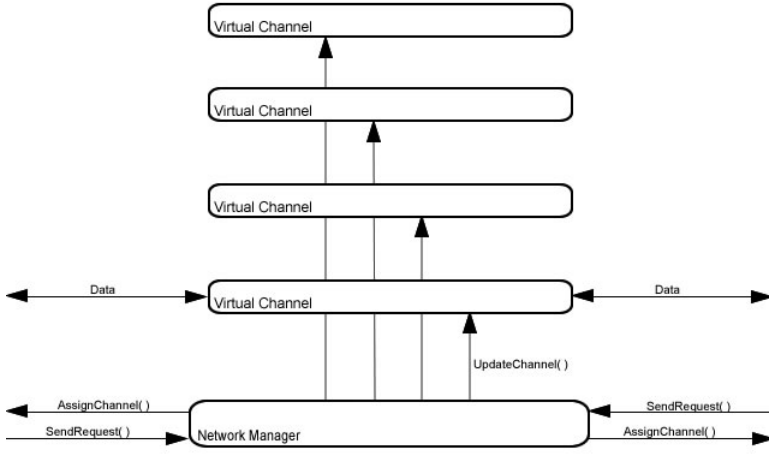 Virtual Channel
Virtual Channel
Virtual Channel
Data
Data
Virtual Channel
UpdateChannel( )
AssignChannel( )
SendRequest( )
SendRequest( )
Network Manager
AssignChannel( )